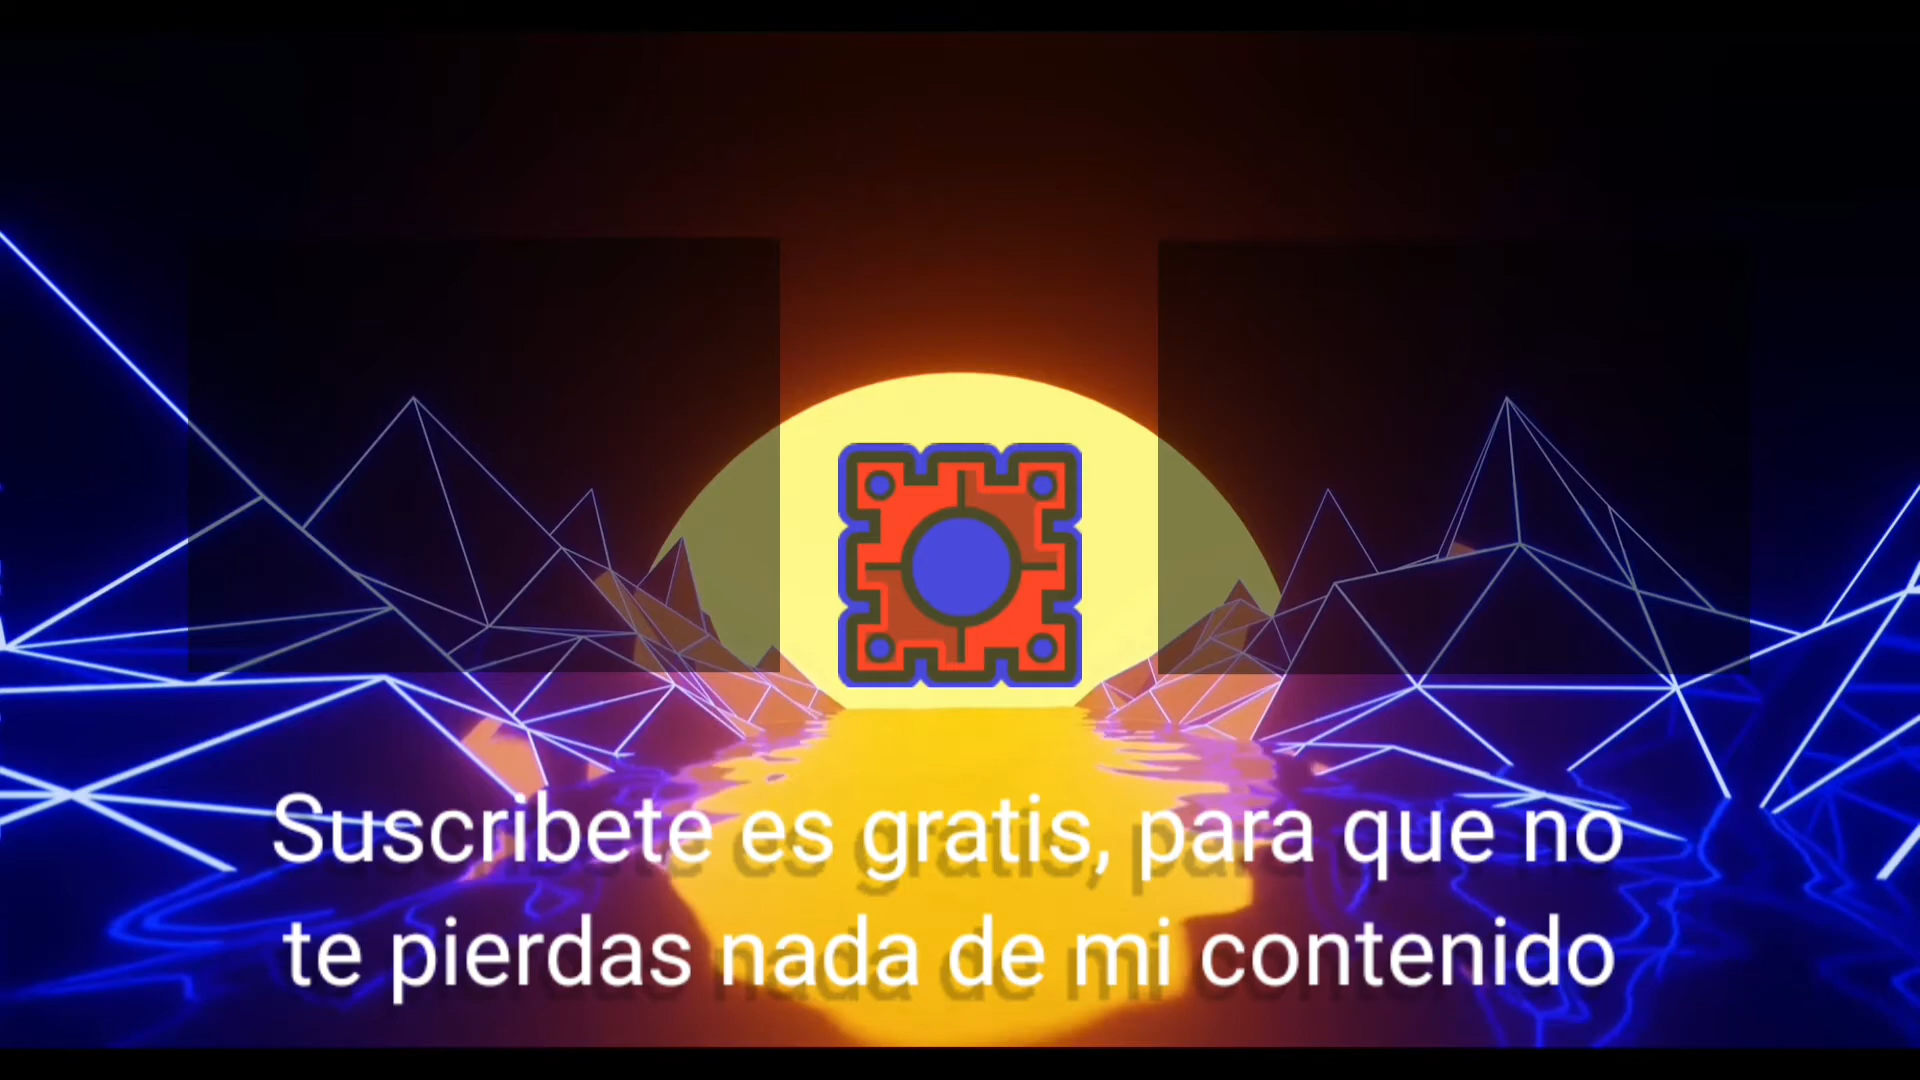 Suscribete es gratis, para que no
te pierdas nada de mi contenido